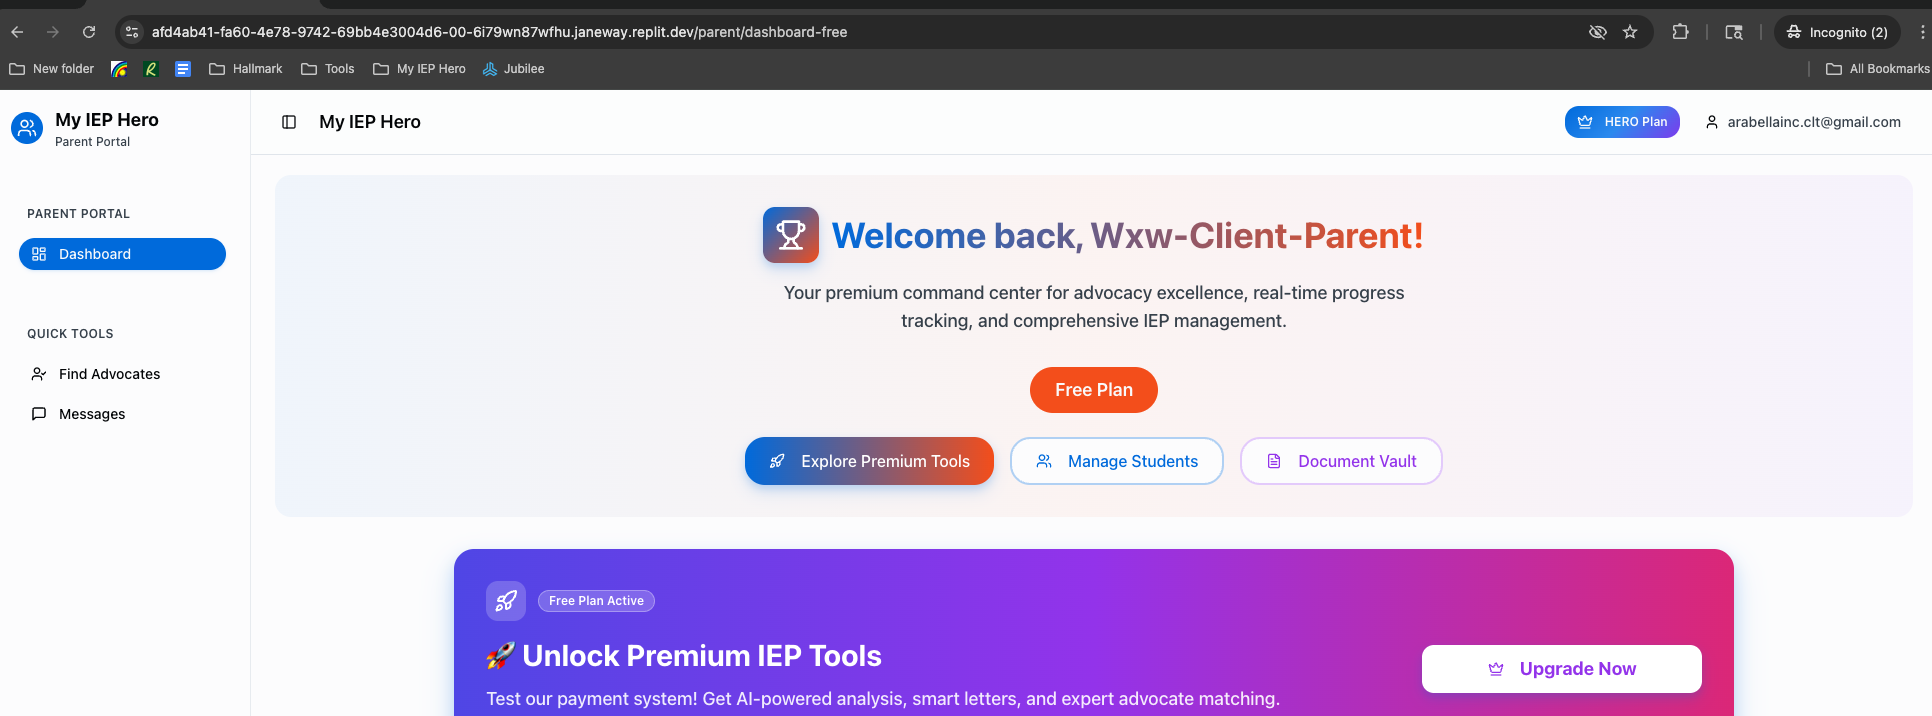 afd4ab41-fa60-4e78-9742-69bb4e3004d6-00-6i79wn87wfhu.janeway.replit.dev/parent/dashboard-free
Incognito (2)
New folder
Hallmark
Tools
My IEP Hero
Jubilee
All Bookmarks
My IEP Hero
Parent Portal
My IEP Hero
HERO Plan
arabellainc.clt@gmail.com
PARENT PORTAL
Dashboard
QUICK TOOLS
Find Advocates
Messages
Welcome back, Wxw-Client-Parent!
Your premium command center for advocacy excellence, real-time progress
tracking, and comprehensive IEP management.
Free Plan
Explore Premium Tools
Manage Students
Document Vault
Free Plan Active
🚀 Unlock Premium IEP Tools
Test our payment system! Get AI-powered analysis, smart letters, and expert advocate matching.
Upgrade Now